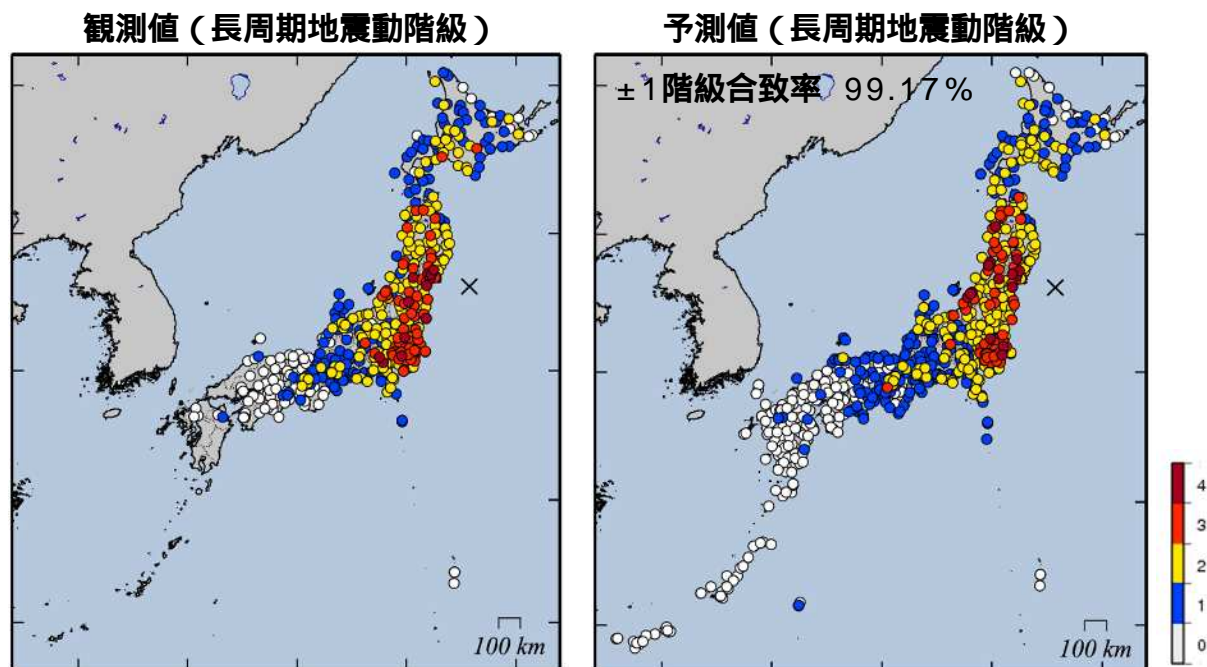 観測値（長周期地震動階級）
予測値（長周期地震動階級）
±1階級合致率 99.17%
4
3
2
1
0
100 km
100 km